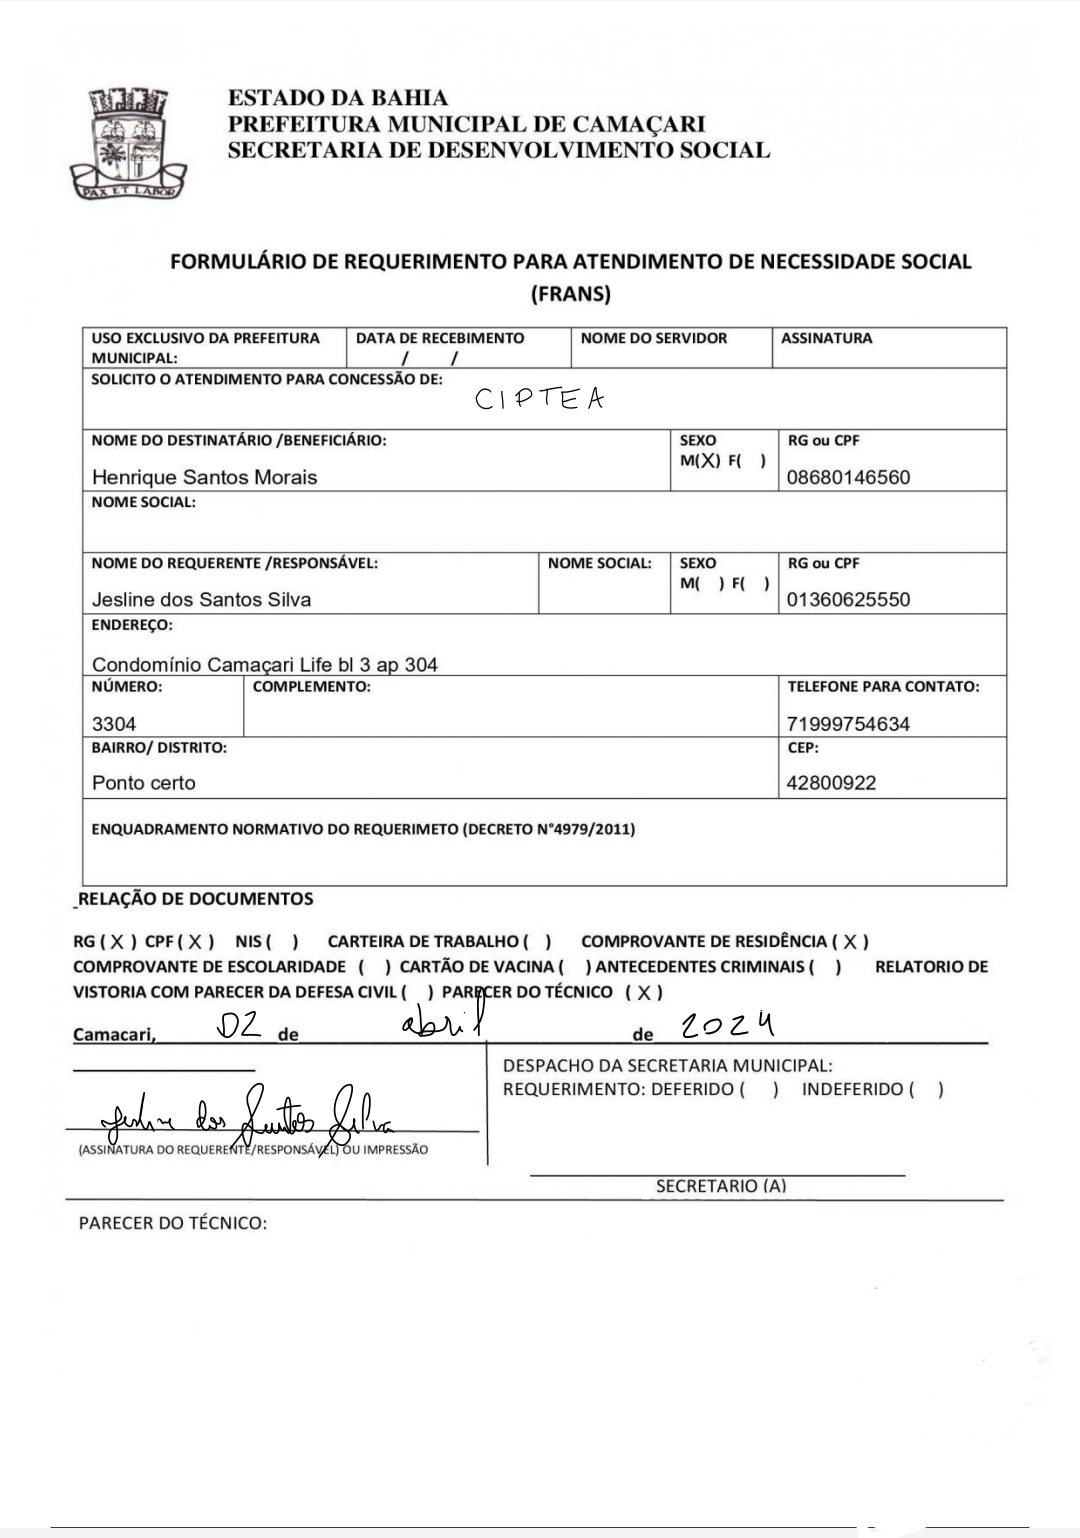 PAX ET LABOR
ESTADO DA BAHIA
PREFEITURA MUNICIPAL DE CAMAÇARI
SECRETARIA DE DESENVOLVIMENTO SOCIAL
FORMULÁRIO DE REQUERIMENTO PARA ATENDIMENTO DE NECESSIDADE SOCIAL
(FRANS)
USO EXCLUSIVO DA PREFEITURA MUNICIPAL: DATA DE RECEBIMENTO / / NOME DO SERVIDOR ASSINATURA
SOLICITO O ATENDIMENTO PARA CONCESSÃO DE:
CIPTEA
NOME DO DESTINATÁRIO /BENEFICIÁRIO: SEXO RG ou CPF
M(X) F( )
Henrique Santos Morais 08680146560
NOME SOCIAL:
NOME DO REQUERENTE /RESPONSÁVEL: NOME SOCIAL: SEXO RG ou CPF
M( ) F( )
Jesline dos Santos Silva 01360625550
ENDEREÇO:
Condomínio Camaçari Life bl 3 ap 304
NÚMERO: COMPLEMENTO: TELEFONE PARA CONTATO:
3304 71999754634
BAIRRO/ DISTRITO: CEP:
Ponto certo 42800922
ENQUADRAMENTO NORMATIVO DO REQUERIMETO (DECRETO N°4979/2011)
RELAÇÃO DE DOCUMENTOS
RG ( X ) CPF ( X ) NIS ( ) CARTEIRA DE TRABALHO ( ) COMPROVANTE DE RESIDÊNCIA ( X )
COMPROVANTE DE ESCOLARIDADE ( ) CARTÃO DE VACINA ( ) ANTECEDENTES CRIMINAIS ( ) RELATORIO DE
VISTORIA COM PARECER DA DEFESA CIVIL ( ) PARECER DO TÉCNICO ( X )
Camacari, 02 de abril de 2024
DESPACHO DA SECRETARIA MUNICIPAL:
REQUERIMENTO: DEFERIDO ( ) INDEFERIDO ( )
Jesline dos Santos Silva
(ASSINATURA DO REQUERENTE/RESPONSÁVEL) OU IMPRESSÃO
SECRETARIO (A)
PARECER DO TÉCNICO: